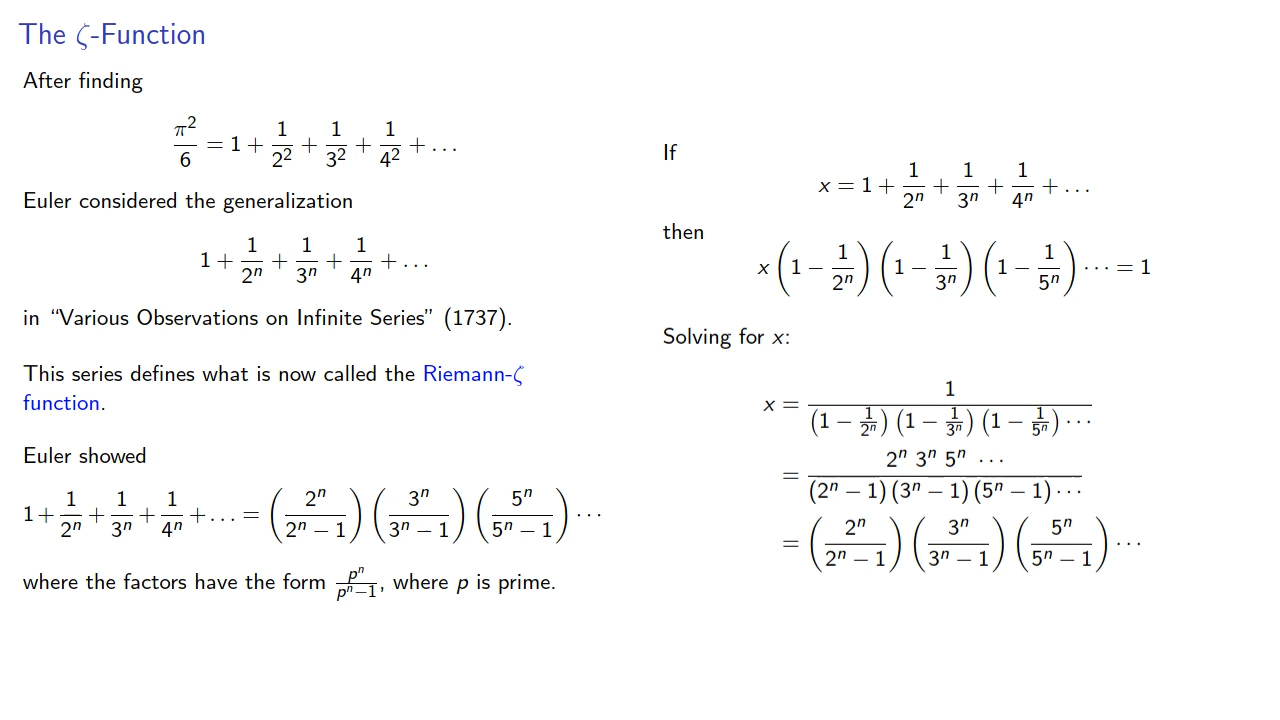 The ζ-Function
After finding
π²/6 = 1 + 1/2² + 1/3² + 1/4² + . . .
Euler considered the generalization
1 + 1/2ⁿ + 1/3ⁿ + 1/4ⁿ + . . .
in “Various Observations on Infinite Series” (1737).
This series defines what is now called the Riemann-ζ
function.
Euler showed
1 + 1/2ⁿ + 1/3ⁿ + 1/4ⁿ + . . . = (2ⁿ/(2ⁿ − 1)) (3ⁿ/(3ⁿ − 1)) (5ⁿ/(5ⁿ − 1)) · · ·
where the factors have the form pⁿ/(pⁿ−1), where p is prime.
If
x = 1 + 1/2ⁿ + 1/3ⁿ + 1/4ⁿ + . . .
then
x (1 − 1/2ⁿ) (1 − 1/3ⁿ) (1 − 1/5ⁿ) · · · = 1
Solving for x:
x = 1/((1 − 1/2ⁿ) (1 − 1/3ⁿ) (1 − 1/5ⁿ) · · ·)
= (2ⁿ 3ⁿ 5ⁿ · · ·)/((2ⁿ − 1) (3ⁿ − 1) (5ⁿ − 1) · · ·)
= (2ⁿ/(2ⁿ − 1)) (3ⁿ/(3ⁿ − 1)) (5ⁿ/(5ⁿ − 1)) · · ·